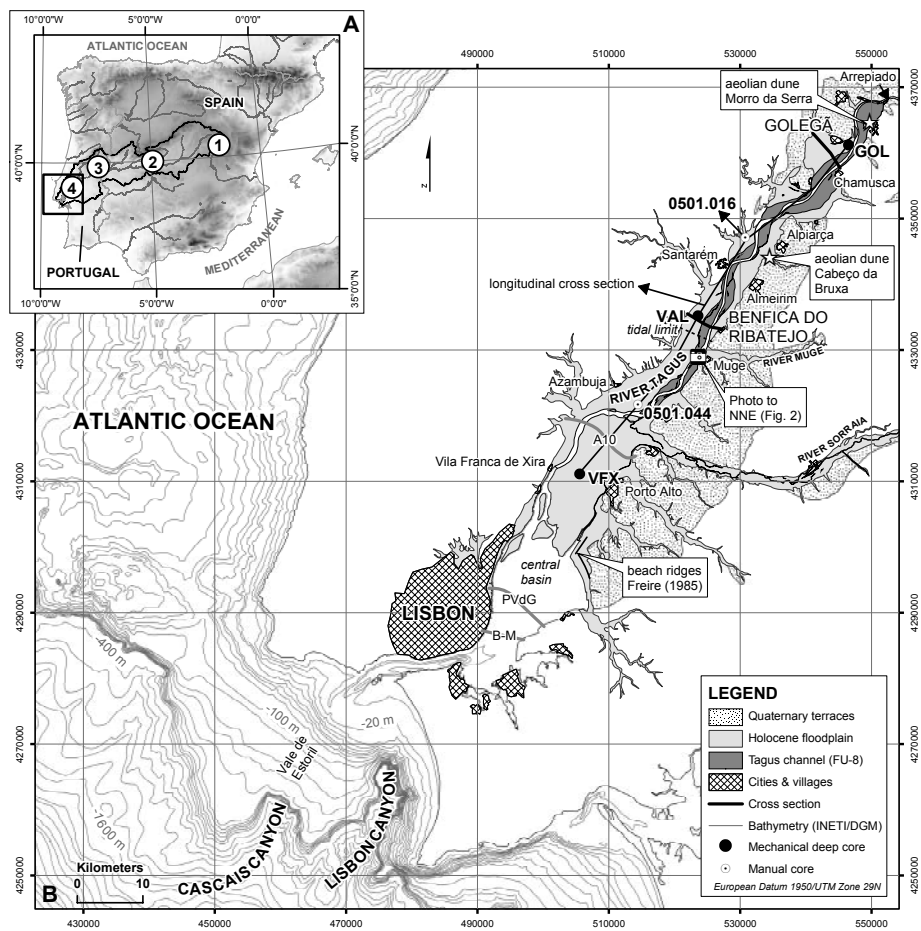 10°0'0"W
5°0'0"W
0°0'0"
A
ATLANTIC OCEAN
SPAIN
1
2
3
4
40°0'0"N
40°0'0"N
PORTUGAL
MEDITERRANEAN
35°0'0"N
10°0'0"W
5°0'0"W
0°0'0"
490000
510000
530000
550000
4370000
4350000
4330000
4310000
4290000
4270000
4250000
Arrepiado
aeolian dune
Morro da Serra
GOLEGÃ
GOL
Chamusca
0501.016
Alpiarça
Santarém
aeolian dune
Cabeço da
Bruxa
longitudinal cross section
Almeirim
VAL
BENFICA DO
RIBATEJO
tidal limit
RIVER TAGUS
Muge
RIVER MUGE
Azambuja
Photo to
NNE (Fig. 2)
0501.044
A10
RIVER SORRAIA
Vila Franca de Xira
VFX
Porto Alto
ATLANTIC OCEAN
central
basin
beach ridges
Freire (1985)
PVdG
LISBON
B-M
-400 m
-100 m
-20 m
Vale de
Estoril
-1600 m
CASCAIS CANYON
LISBON CANYON
N
LEGEND
Quaternary terraces
Holocene floodplain
Tagus channel (FU-8)
Cities & villages
Cross section
Bathymetry (INETI/DGM)
Mechanical deep core
Manual core
European Datum 1950/UTM Zone 29N
Kilometers
0 10
B
4330000
4310000
4290000
4270000
4250000
430000
450000
470000
490000
510000
530000
550000